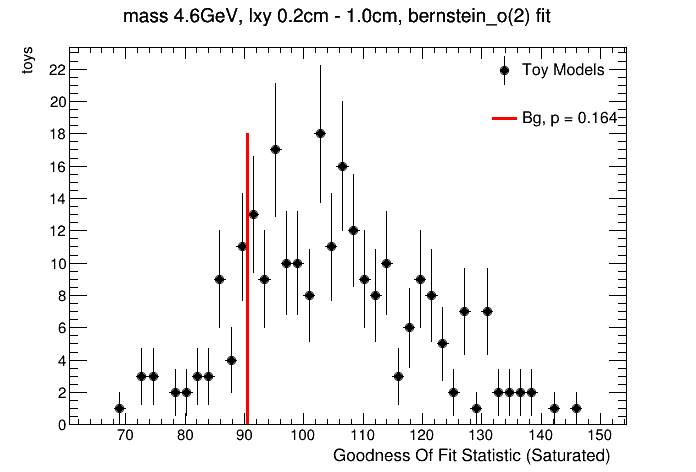 mass 4.6GeV, lxy 0.2cm - 1.0cm, bernstein_o(2) fit
toys
Toy Models
Bg, p = 0.164
22
20
18
16
14
12
10
8
6
4
2
0
70 80 90 100 110 120 130 140 150
Goodness Of Fit Statistic (Saturated)